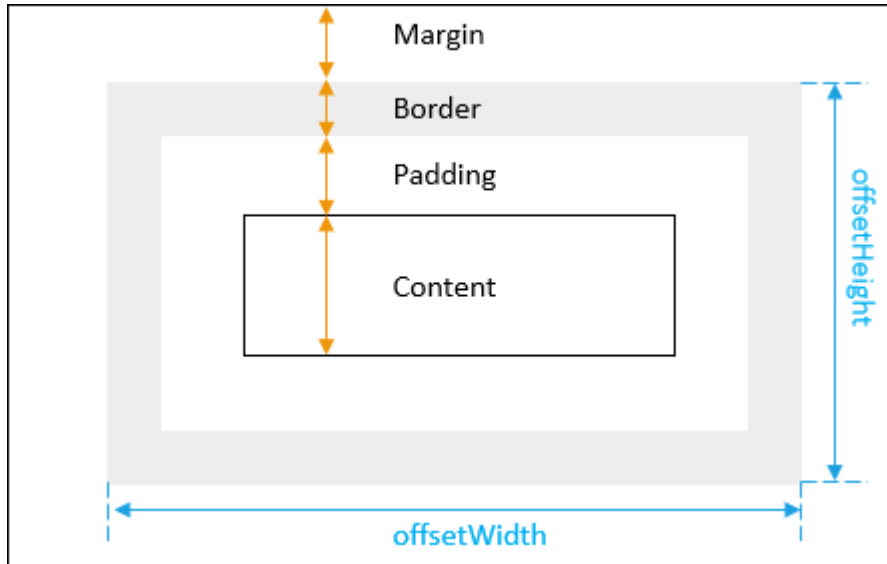 Margin
Border
Padding
Content
offsetHeight
offsetWidth